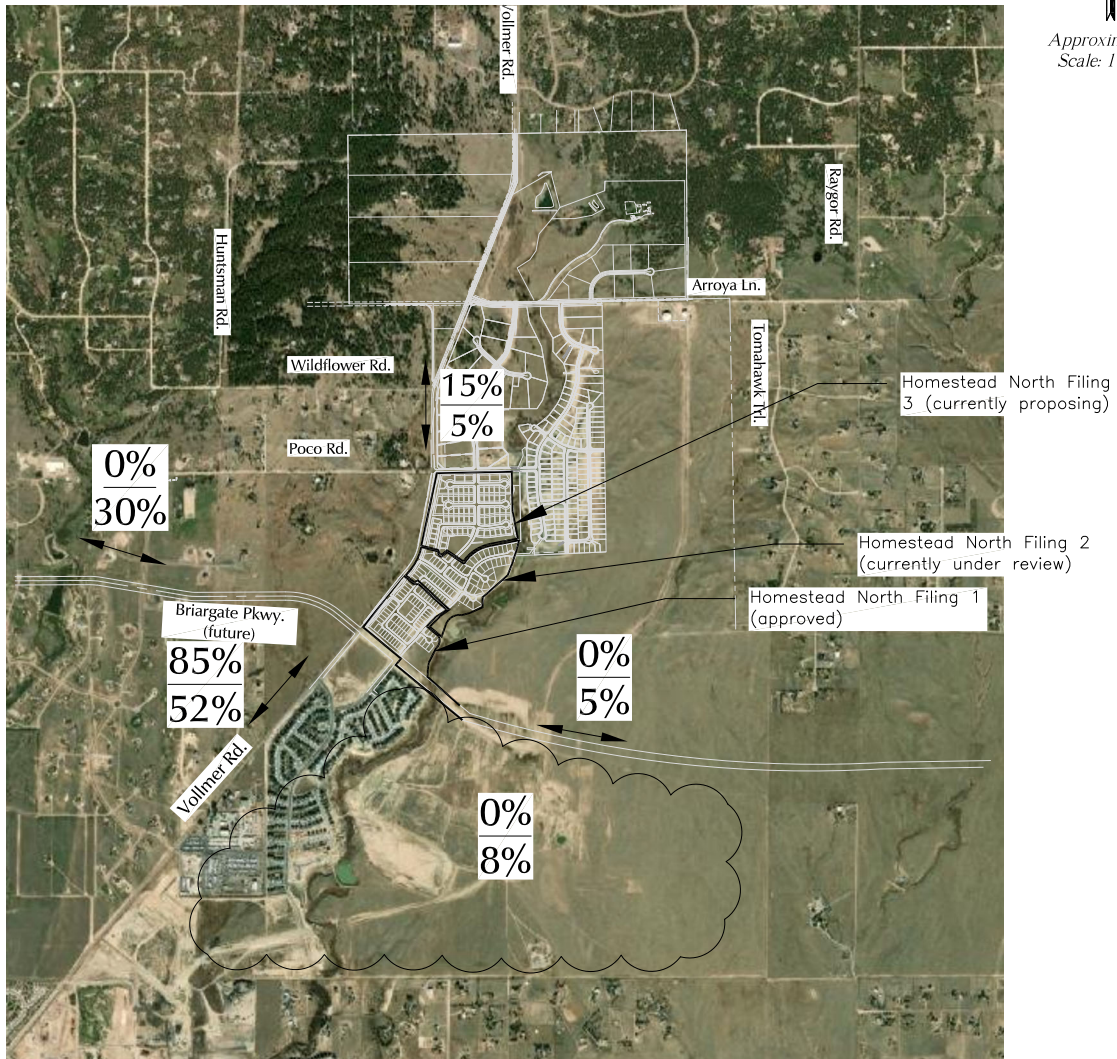 Approxin
Scale: 1
Vollmer Rd.
Raygor Rd.
Huntsman Rd.
Arroya Ln.
Tomahawk Trl.
Wildflower Rd.
15%
5%
Homestead North Filing
3 (currently proposing)
Poco Rd.
0%
30%
Homestead North Filing 2
(currently under review)
Homestead North Filing 1
(approved)
Briargate Pkwy.
(future)
85%
52%
0%
5%
Vollmer Rd.
0%
8%